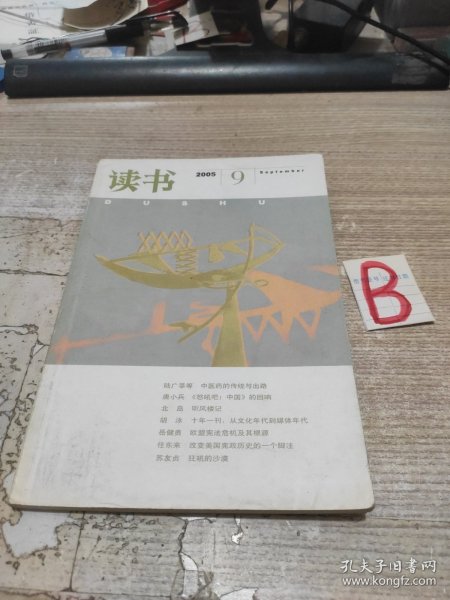 读书
2005
9
September
DUSHU
陆广莘等 中医药的传统与出路
唐小兵 《怒吼吧!中国》的回响
北岛 听风楼记
胡泳 十年一刊:从文化年代到媒体年代
岳健勇 欧盟宪法危机及其根源
任东来 改变美国宪政历史的一个脚注
苏友贞 狂吼的沙漠
B
孔夫子旧书网
www.kongfz.com